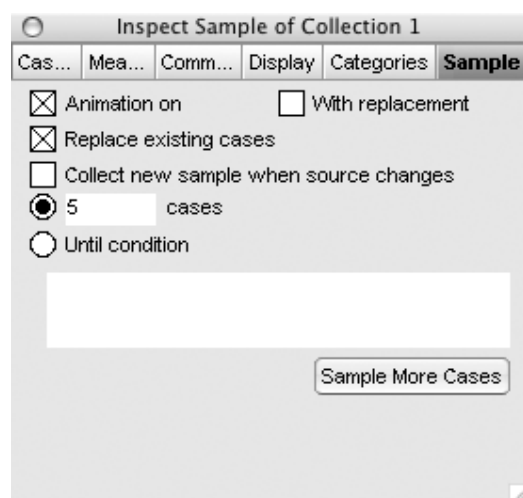 Inspect Sample of Collection 1
Cas... Mea... Comm... Display Categories Sample
Animation on With replacement
Replace existing cases
Collect new sample when source changes
5 cases
Until condition
Sample More Cases